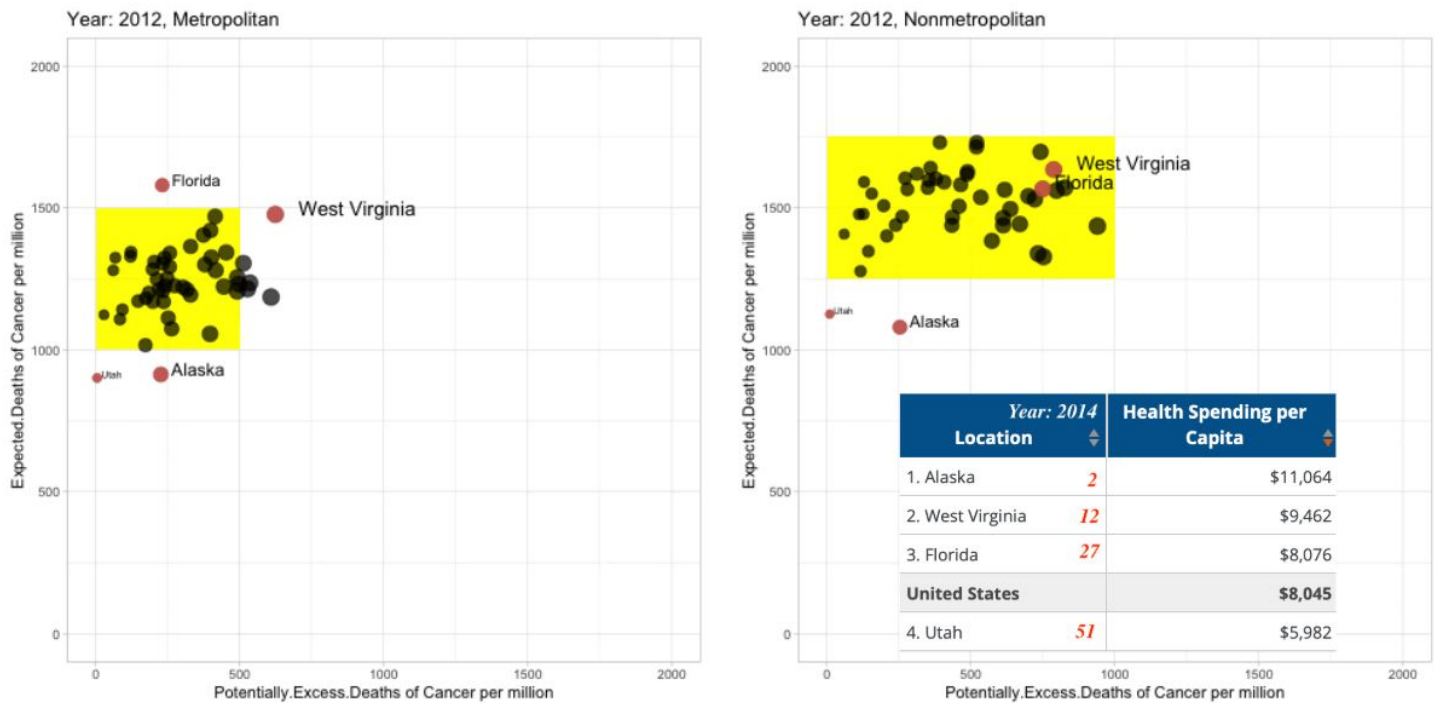 Year: 2012, Metropolitan
2000
1500
1000
500
0
Expected.Deaths of Cancer per million
Florida
West Virginia
Utah
Alaska
0 500 1000 1500 2000
Potentially.Excess.Deaths of Cancer per million
Year: 2012, Nonmetropolitan
2000
1500
1000
500
0
Expected.Deaths of Cancer per million
West Virginia
Florida
Utah
Alaska
Year: 2014
Location
Health Spending per
Capita
1. Alaska 2 $11,064
2. West Virginia 12 $9,462
3. Florida 27 $8,076
United States $8,045
4. Utah 51 $5,982
0 500 1000 1500 2000
Potentially.Excess.Deaths of Cancer per million